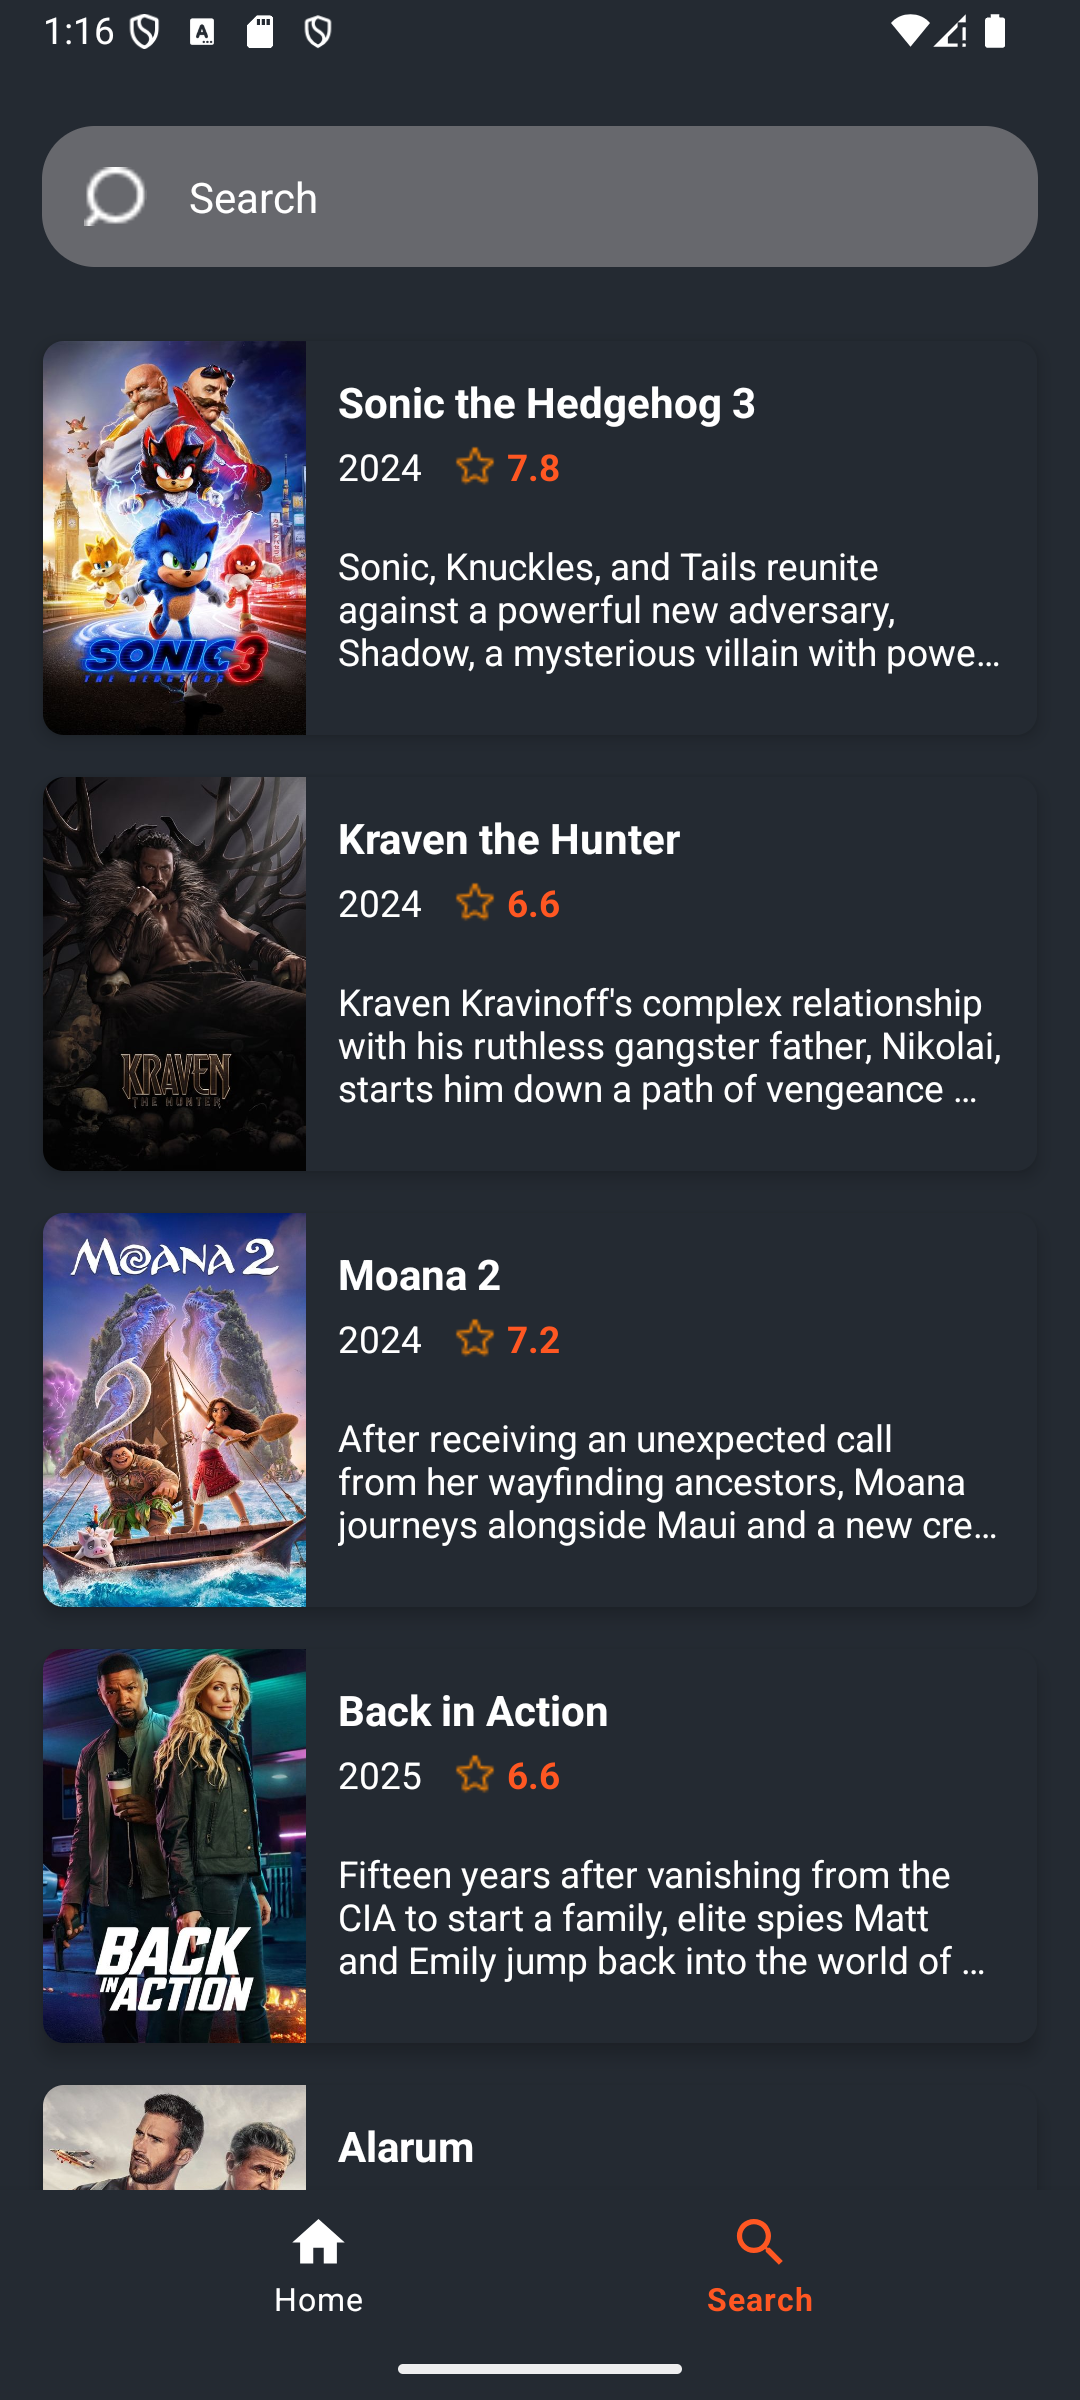 1:16
Search
Sonic the Hedgehog 3
2024 7.8
Sonic, Knuckles, and Tails reunite
against a powerful new adversary,
Shadow, a mysterious villain with powe…
SONIC 3
THE HEDGEHOG
Kraven the Hunter
2024 6.6
Kraven Kravinoff's complex relationship
with his ruthless gangster father, Nikolai,
starts him down a path of vengeance …
KRAVEN
THE HUNTER
MOANA 2
Moana 2
2024 7.2
After receiving an unexpected call
from her wayfinding ancestors, Moana
journeys alongside Maui and a new cre…
Back in Action
2025 6.6
Fifteen years after vanishing from the
CIA to start a family, elite spies Matt
and Emily jump back into the world of …
BACK
IN ACTION
Alarum
Home
Search